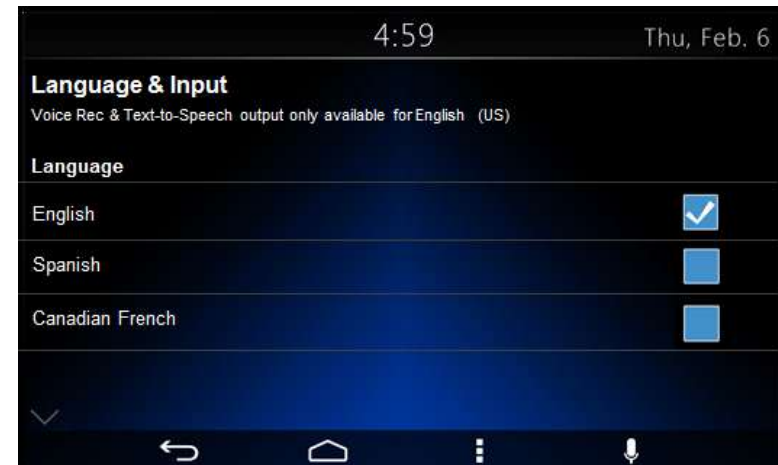 4:59 Thu, Feb. 6
Language & Input
Voice Rec & Text-to-Speech output only available for English (US)
Language
English
Spanish
Canadian French